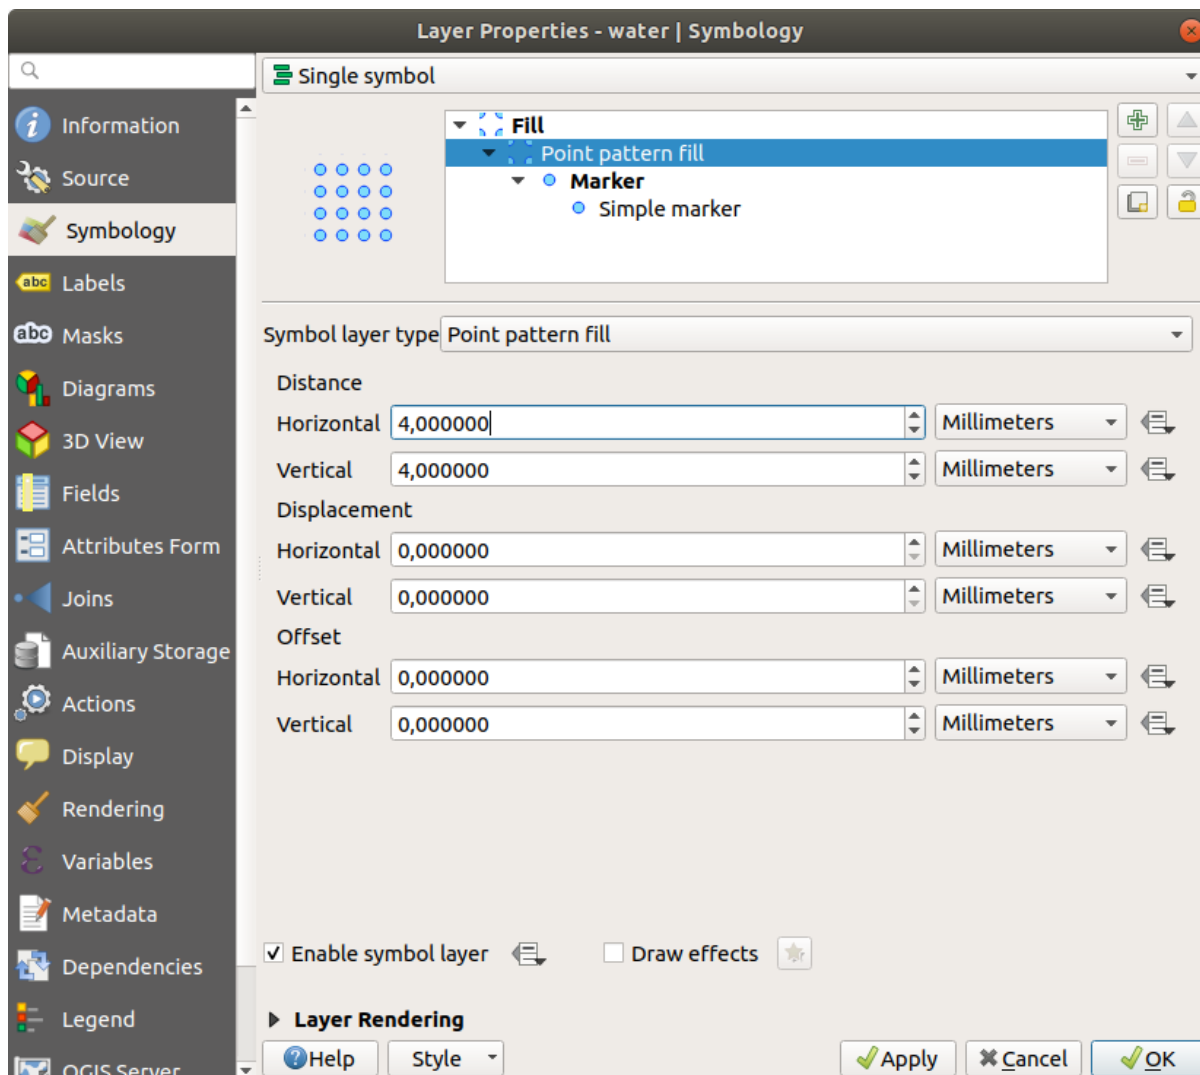 Layer Properties - water | Symbology
Single symbol
Information
Source
Symbology
abc Labels
abc Masks
Diagrams
3D View
Fields
Attributes Form
Joins
Auxiliary Storage
Actions
Display
Rendering
Variables
Metadata
Dependencies
Legend
QGIS Server
Fill
Point pattern fill
Marker
Simple marker
Symbol layer type Point pattern fill
Distance
Horizontal 4,000000 Millimeters
Vertical 4,000000 Millimeters
Displacement
Horizontal 0,000000 Millimeters
Vertical 0,000000 Millimeters
Offset
Horizontal 0,000000 Millimeters
Vertical 0,000000 Millimeters
Enable symbol layer Draw effects
Layer Rendering
Help Style Apply Cancel OK